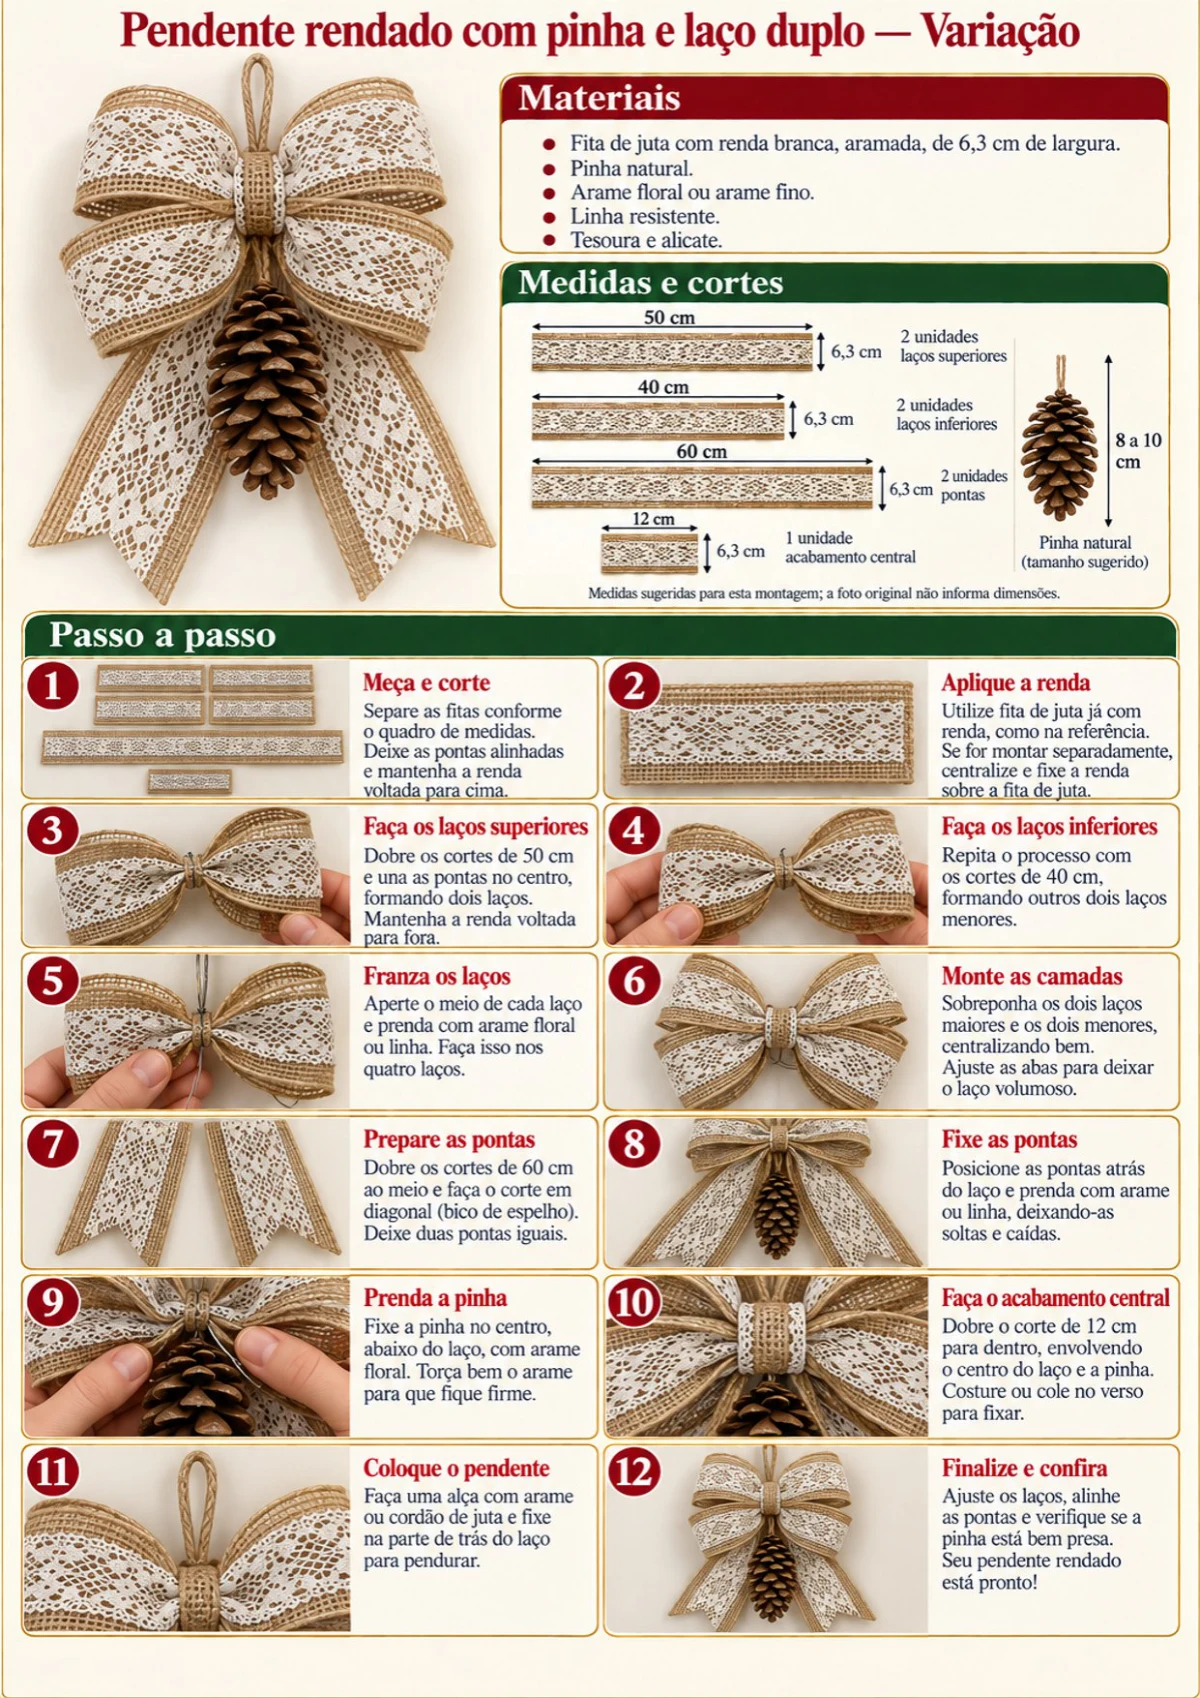 Pendente rendado com pinha e laço duplo — Variação
Materiais
Fita de juta com renda branca, aramada, de 6,3 cm de largura.
Pinha natural.
Arame floral ou arame fino.
Linha resistente.
Tesoura e alicate.
Medidas e cortes
50 cm
6,3 cm
2 unidades
laços superiores
40 cm
6,3 cm
2 unidades
laços inferiores
60 cm
6,3 cm
2 unidades
pontas
12 cm
6,3 cm
1 unidade
acabamento central
8 a 10
cm
Pinha natural
(tamanho sugerido)
Medidas sugeridas para esta montagem; a foto original não informa dimensões.
Passo a passo
1
Meça e corte
Separe as fitas conforme
o quadro de medidas.
Deixe as pontas alinhadas
e mantenha a renda
voltada para cima.
2
Aplique a renda
Utilize fita de juta já com
renda, como na referência.
Se for montar separadamente,
centralize e fixe a renda
sobre a fita de juta.
3
Faça os laços superiores
Dobre os cortes de 50 cm
e una as pontas no centro,
formando dois laços.
Mantenha a renda voltada
para fora.
4
Faça os laços inferiores
Repita o processo com
os cortes de 40 cm,
formando outros dois laços
menores.
5
Franza os laços
Aperte o meio de cada laço
e prenda com arame floral
ou linha. Faça isso nos
quatro laços.
6
Monte as camadas
Sobreponha os dois laços
maiores e os dois menores,
centralizando bem.
Ajuste as abas para deixar
o laço volumoso.
7
Prepare as pontas
Dobre os cortes de 60 cm
ao meio e faça o corte em
diagonal (bico de espelho).
Deixe duas pontas iguais.
8
Fixe as pontas
Posicione as pontas atrás
do laço e prenda com arame
ou linha, deixando-as
soltas e caídas.
9
Prenda a pinha
Fixe a pinha no centro,
abaixo do laço, com arame
floral. Torça bem o arame
para que fique firme.
10
Faça o acabamento central
Dobre o corte de 12 cm
para dentro, envolvendo
o centro do laço e a pinha.
Costure ou cole no verso
para fixar.
11
Coloque o pendente
Faça uma alça com arame
ou cordão de juta e fixe
na parte de trás do laço
para pendurar.
12
Finalize e confira
Ajuste os laços, alinhe
as pontas e verifique se a
pinha está bem presa.
Seu pendente rendado
está pronto!